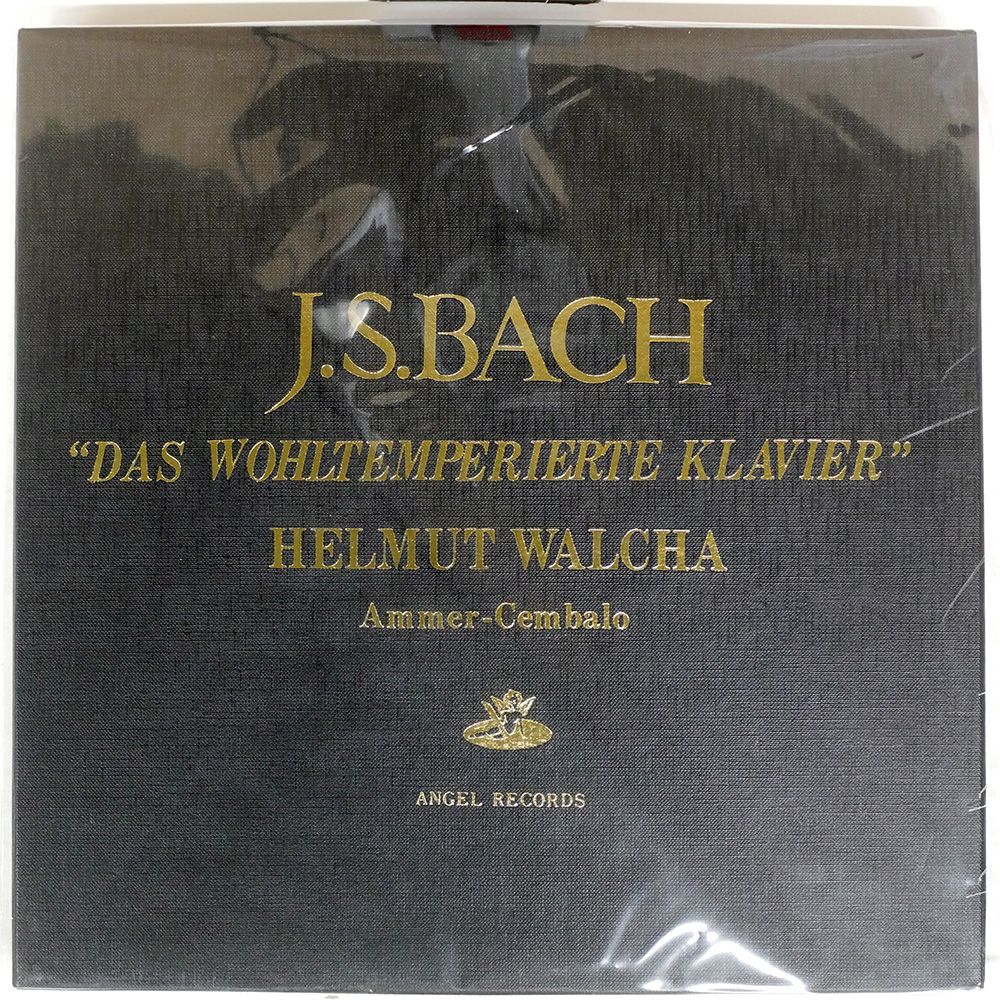 J.S.BACH
“DAS WOHLTEMPERIERTE KLAVIER”
HELMUT WALCHA
Ammer-Cembalo
ANGEL RECORDS